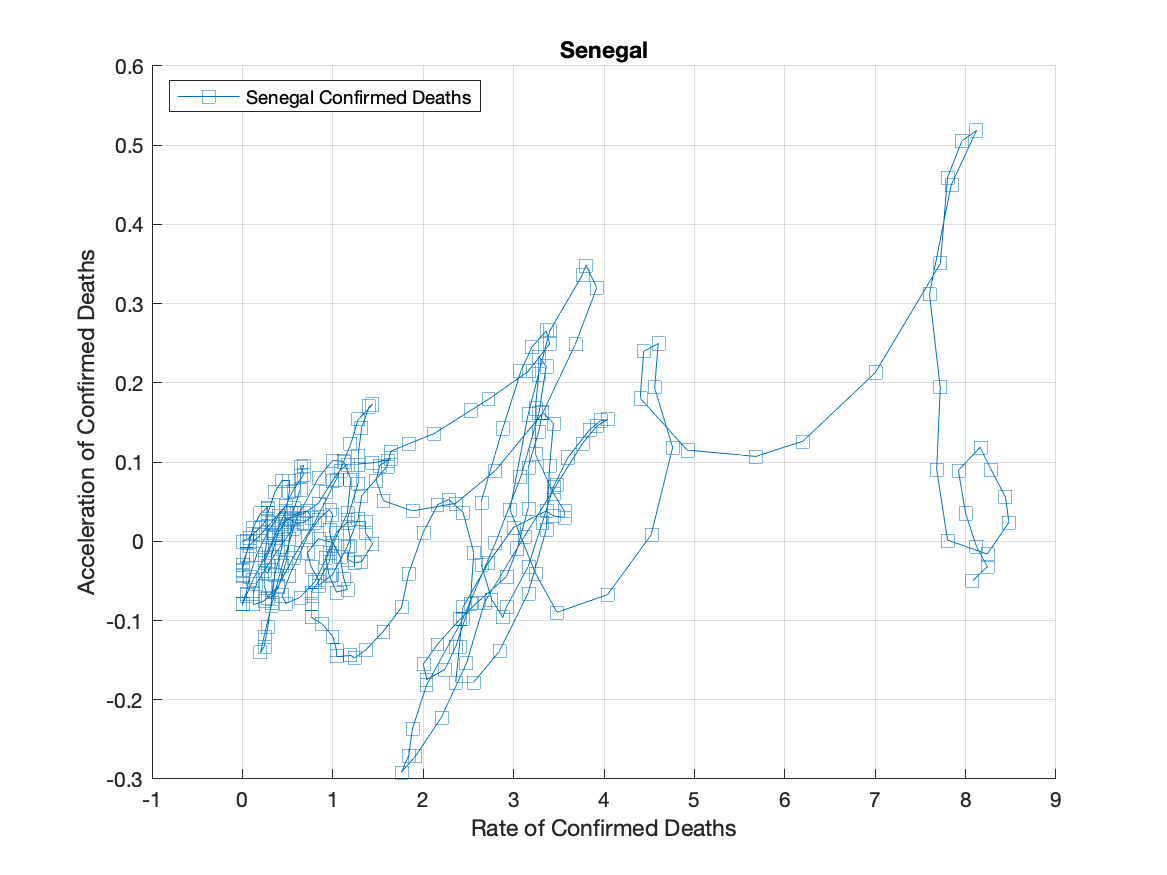 Senegal
Senegal Confirmed Deaths
Acceleration of Confirmed Deaths
0.6
0.5
0.4
0.3
0.2
0.1
0
-0.1
-0.2
-0.3
-1 0 1 2 3 4 5 6 7 8 9
Rate of Confirmed Deaths